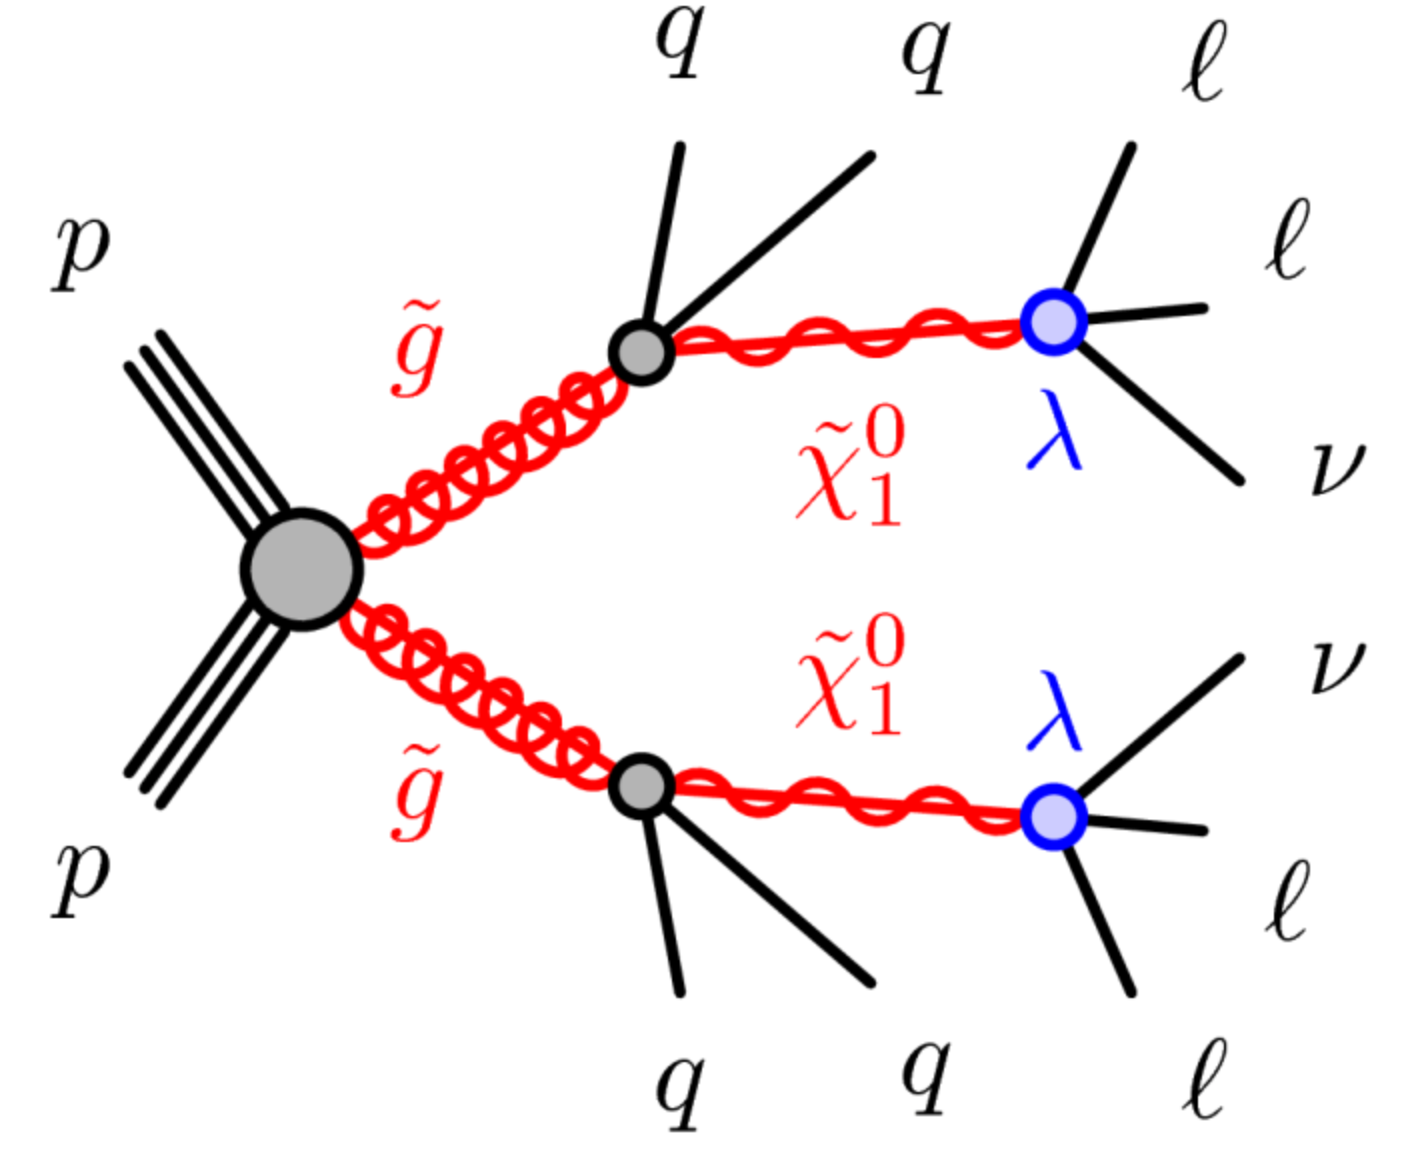 q q ℓ
p ℓ
g̃
χ̃⁰₁ λ ν
χ̃⁰₁ λ ν
g̃
p ℓ
q q ℓ